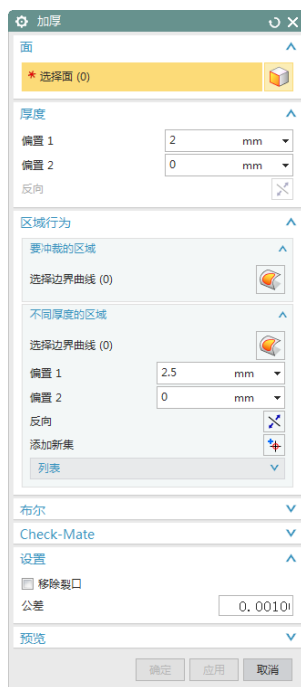 加厚
面
* 选择面 (0)
厚度
偏置 1 2 mm
偏置 2 0 mm
反向
区域行为
要冲裁的区域
选择边界曲线 (0)
不同厚度的区域
选择边界曲线 (0)
偏置 1 2.5 mm
偏置 2 0 mm
反向
添加新集
列表
布尔
Check-Mate
设置
移除裂口
公差 0.0010
预览
确定 应用 取消